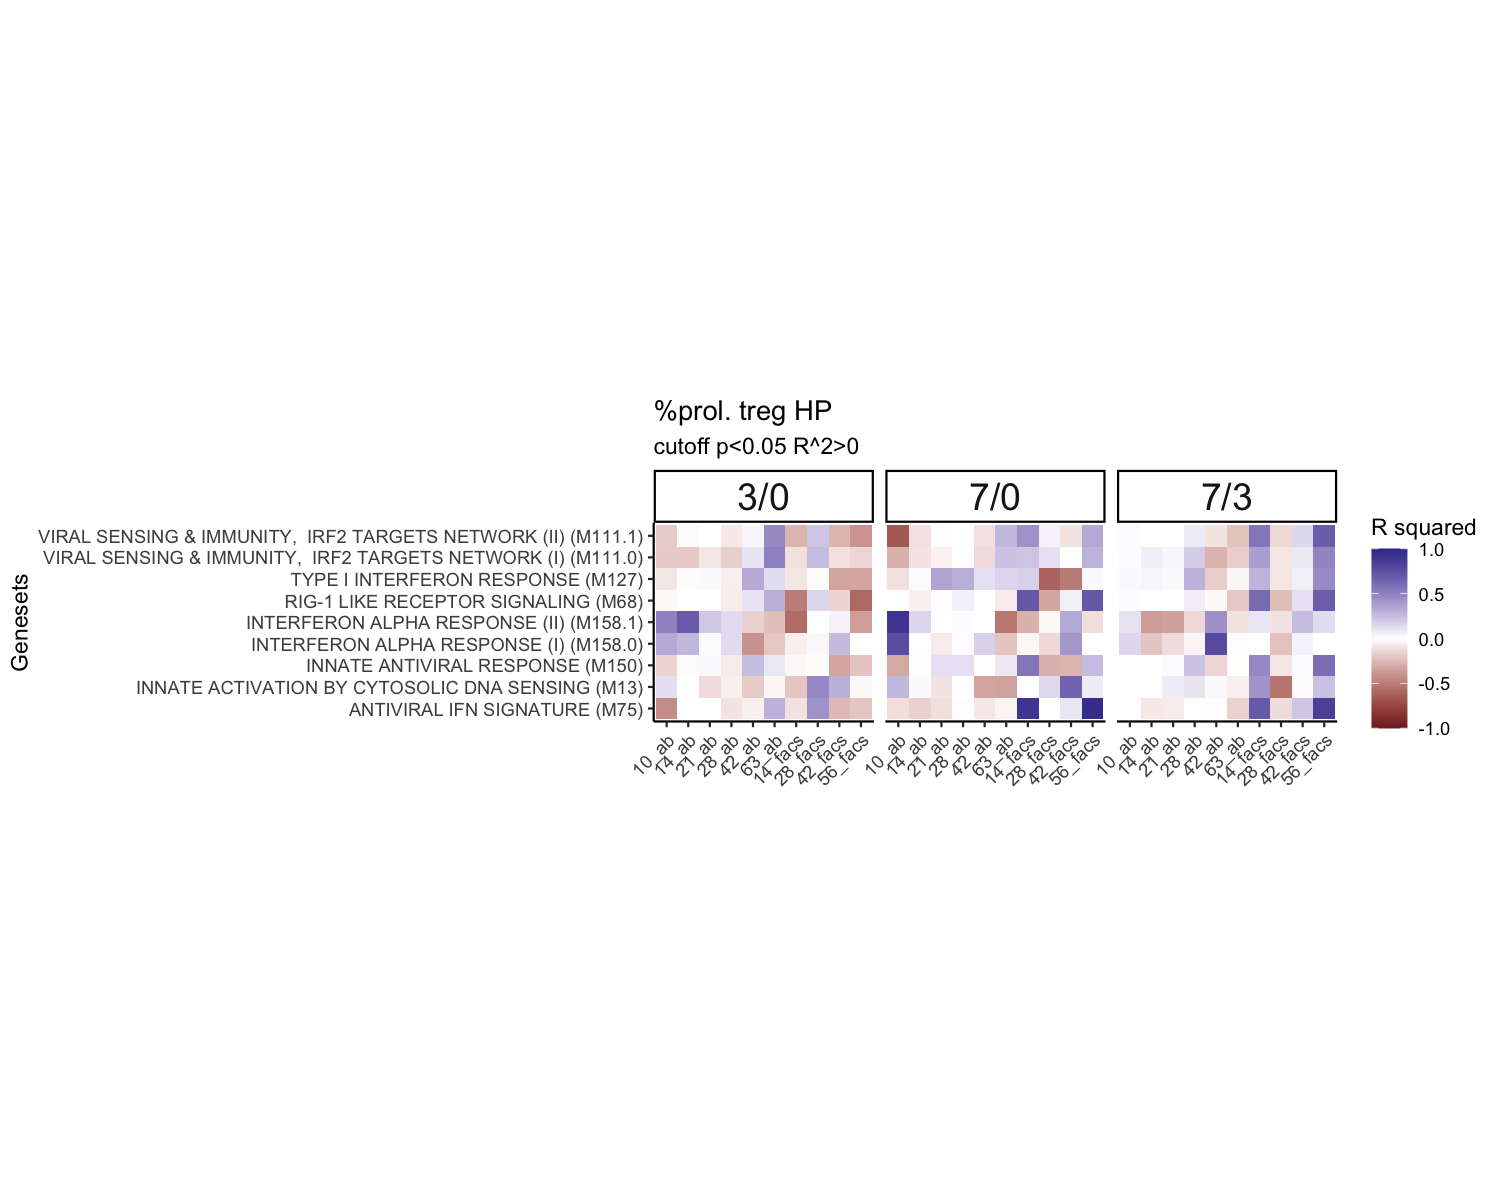 %prol. treg HP
cutoff p<0.05 R^2>0
3/0 7/0 7/3
Genesets
VIRAL SENSING & IMMUNITY,  IRF2 TARGETS NETWORK (II) (M111.1)
VIRAL SENSING & IMMUNITY,  IRF2 TARGETS NETWORK (I) (M111.0)
TYPE I INTERFERON RESPONSE (M127)
RIG-1 LIKE RECEPTOR SIGNALING (M68)
INTERFERON ALPHA RESPONSE (II) (M158.1)
INTERFERON ALPHA RESPONSE (I) (M158.0)
INNATE ANTIVIRAL RESPONSE (M150)
INNATE ACTIVATION BY CYTOSOLIC DNA SENSING (M13)
ANTIVIRAL IFN SIGNATURE (M75)
10_ab 14_ab 21_ab 28_ab 42_ab 63_ab 14_facs 28_facs 42_facs 56_facs
10_ab 14_ab 21_ab 28_ab 42_ab 63_ab 14_facs 28_facs 42_facs 56_facs
10_ab 14_ab 21_ab 28_ab 42_ab 63_ab 14_facs 28_facs 42_facs 56_facs
R squared
1.0
0.5
0.0
-0.5
-1.0